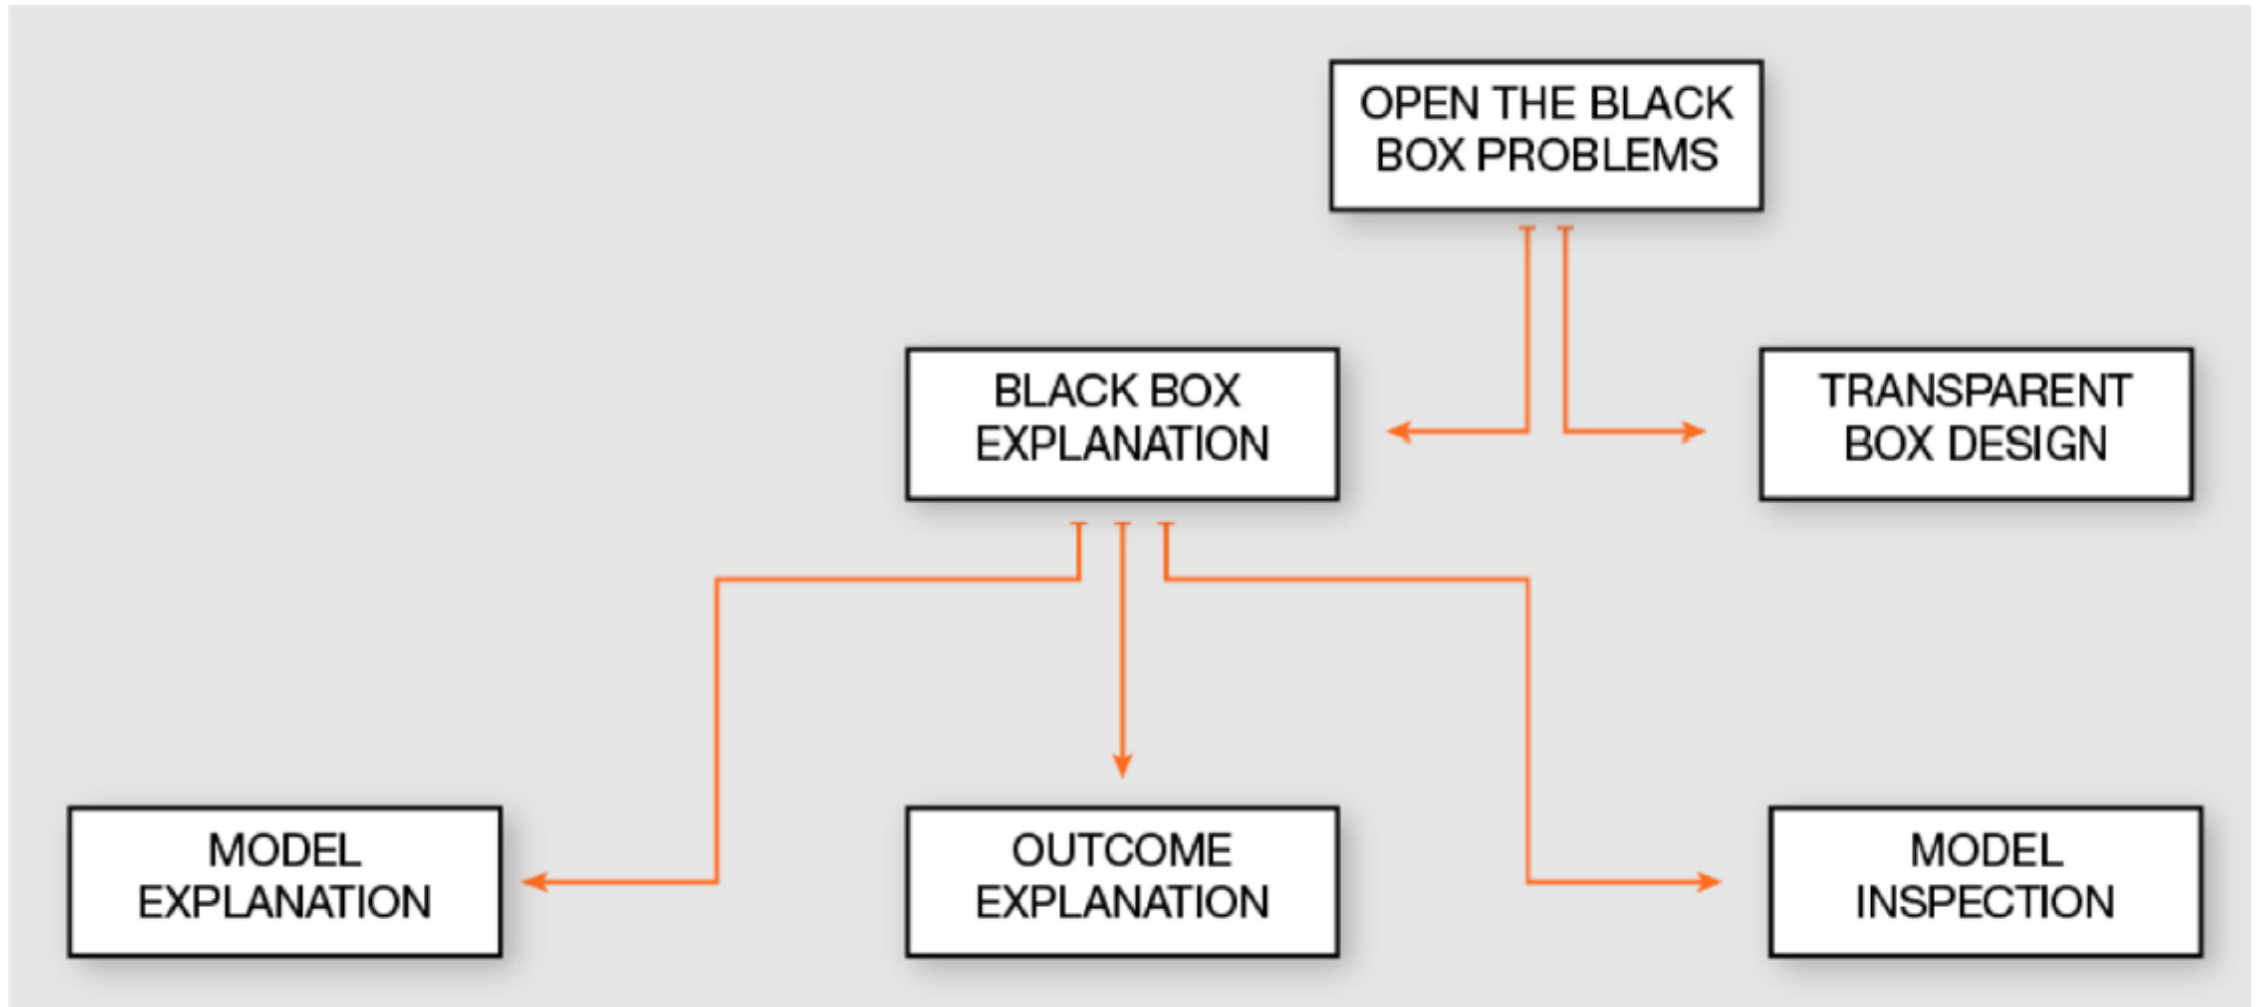 OPEN THE BLACK
BOX PROBLEMS
BLACK BOX
EXPLANATION
TRANSPARENT
BOX DESIGN
MODEL
EXPLANATION
OUTCOME
EXPLANATION
MODEL
INSPECTION